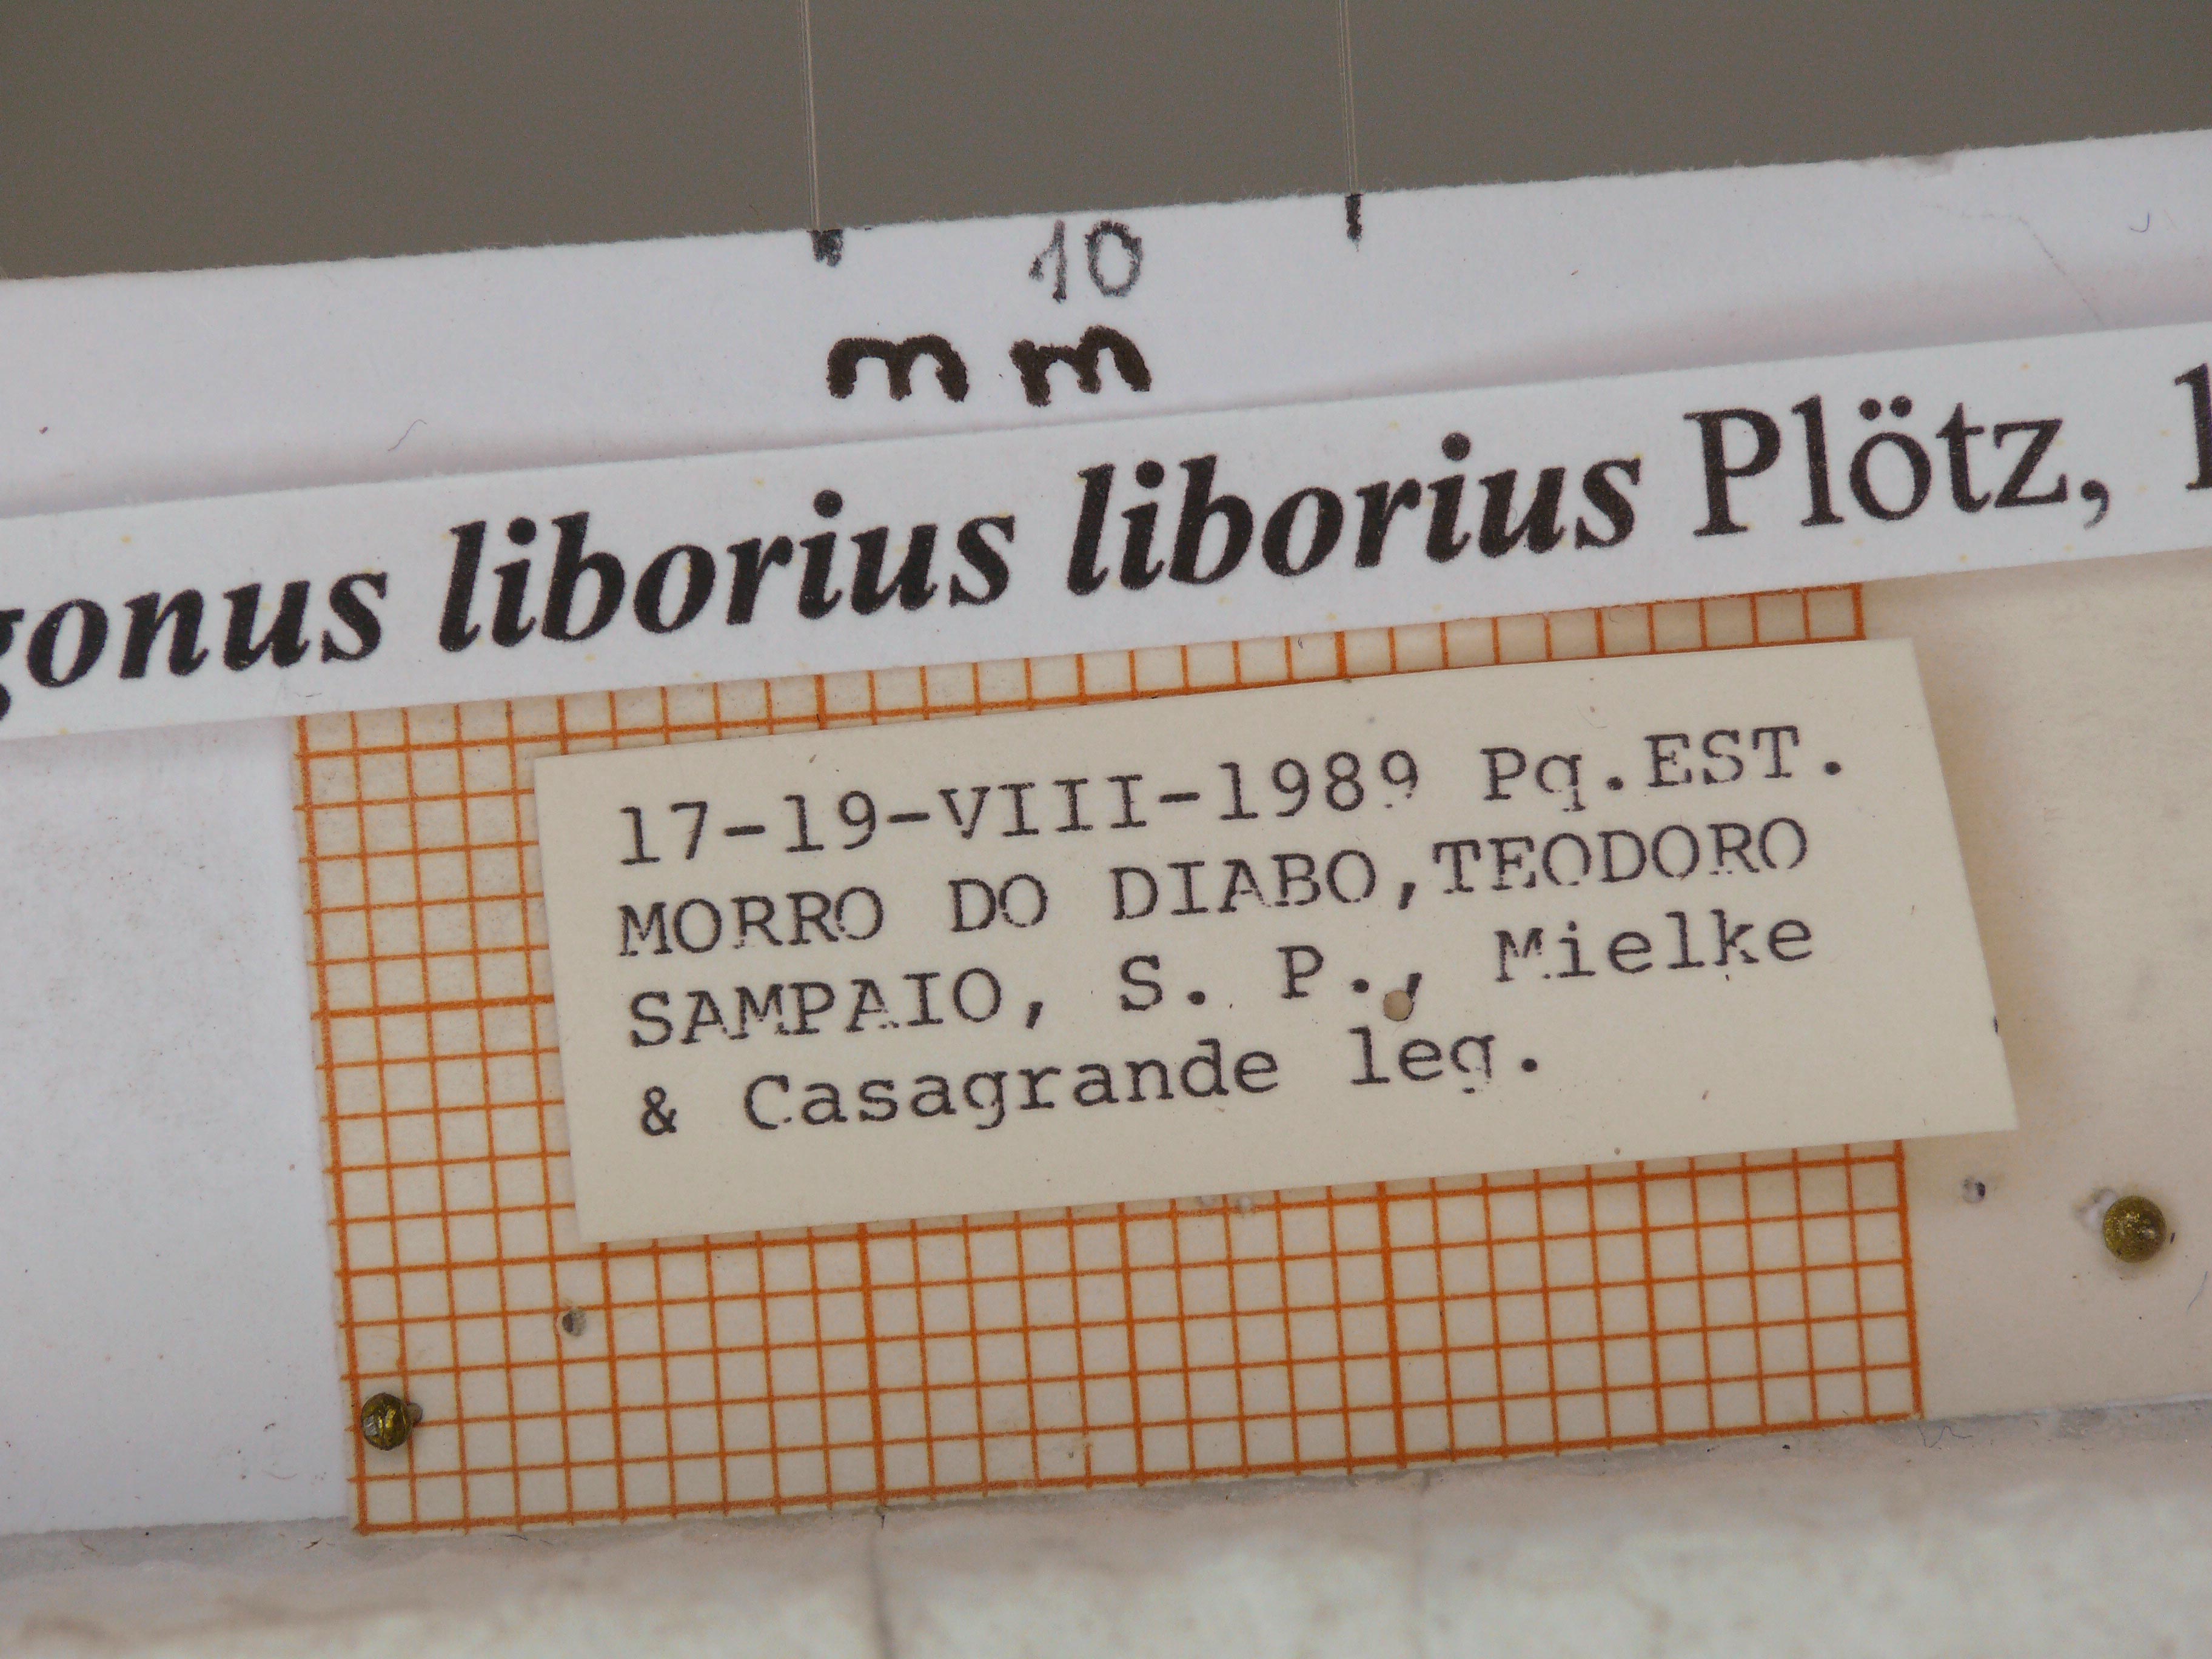 10
mm
gonus liborius liborius Plötz, 1
17-19-VIII-1989 Pq.EST.
MORRO DO DIABO,TEODORO
SAMPAIO, S. P., Mielke
& Casagrande leg.